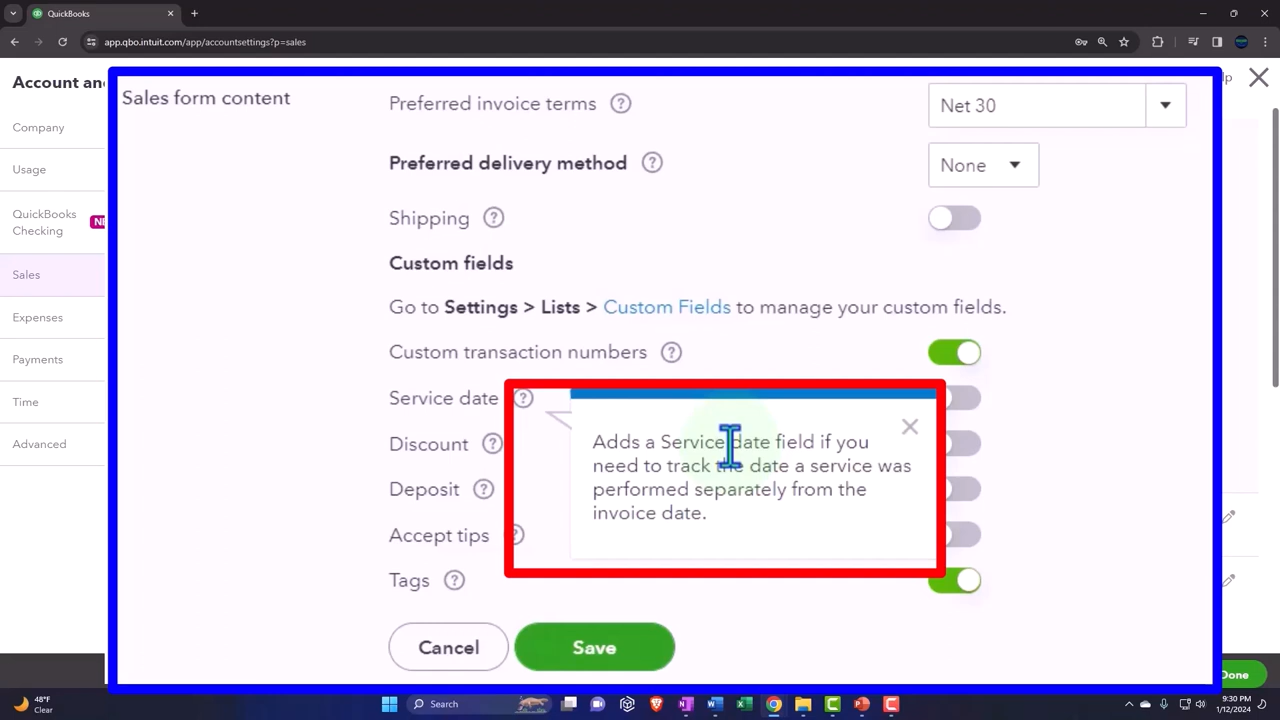 QuickBooks
app.qbo.intuit.com/app/accountsettings?p=sales
Account an
Company
Usage
QuickBooks
Checking
NE
Sales
Expenses
Payments
Time
Advanced
Sales form content
Preferred invoice terms ?
Net 30
Preferred delivery method ?
None
Shipping ?
Custom fields
Go to Settings > Lists > Custom Fields to manage your custom fields.
Custom transaction numbers ?
Service date ?
Adds a Service date field if you
need to track the date a service was
performed separately from the
invoice date.
Discount ?
Deposit ?
Accept tips ?
Tags ?
Cancel
Save
lp
Done
48°F
Clear
Search
9:30 PM
1/12/2024